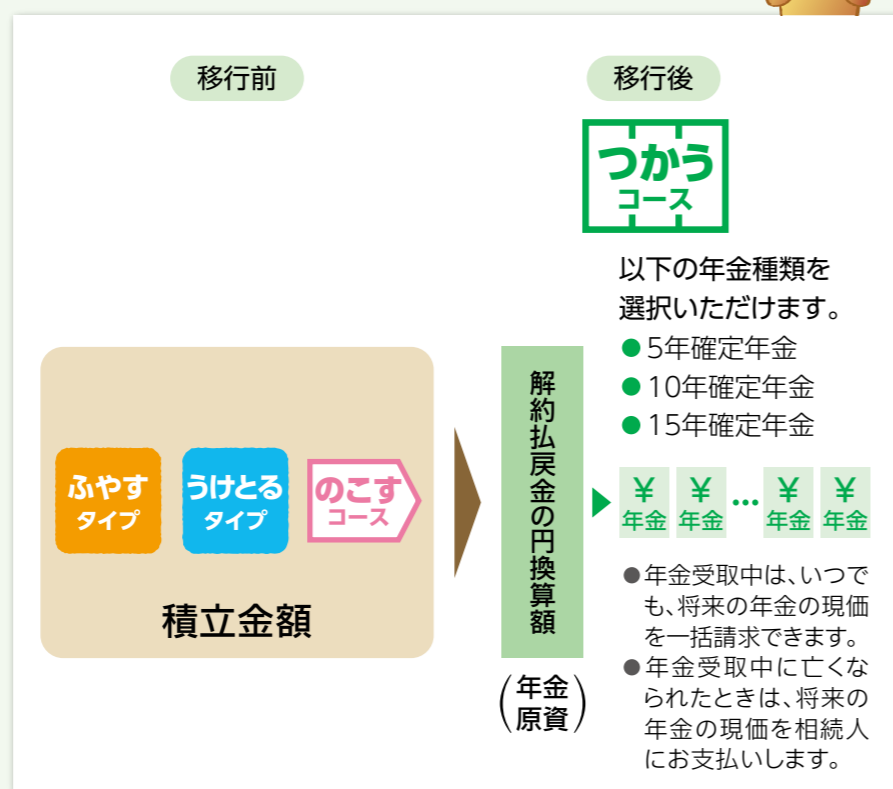 移行前
ふやす
タイプ
うけとる
タイプ
のこす
コース
積立金額
解約払戻金の円換算額
(年金
原資)
移行後
つかう
コース
以下の年金種類を
選択いただけます。
●5年確定年金
●10年確定年金
●15年確定年金
¥ ¥ … ¥ ¥
年金 年金 年金 年金
●年金受取中は、いつで
も、将来の年金の現価
を一括請求できます。
●年金受取中に亡くな
られたときは、将来の
年金の現価を相続人
にお支払いします。